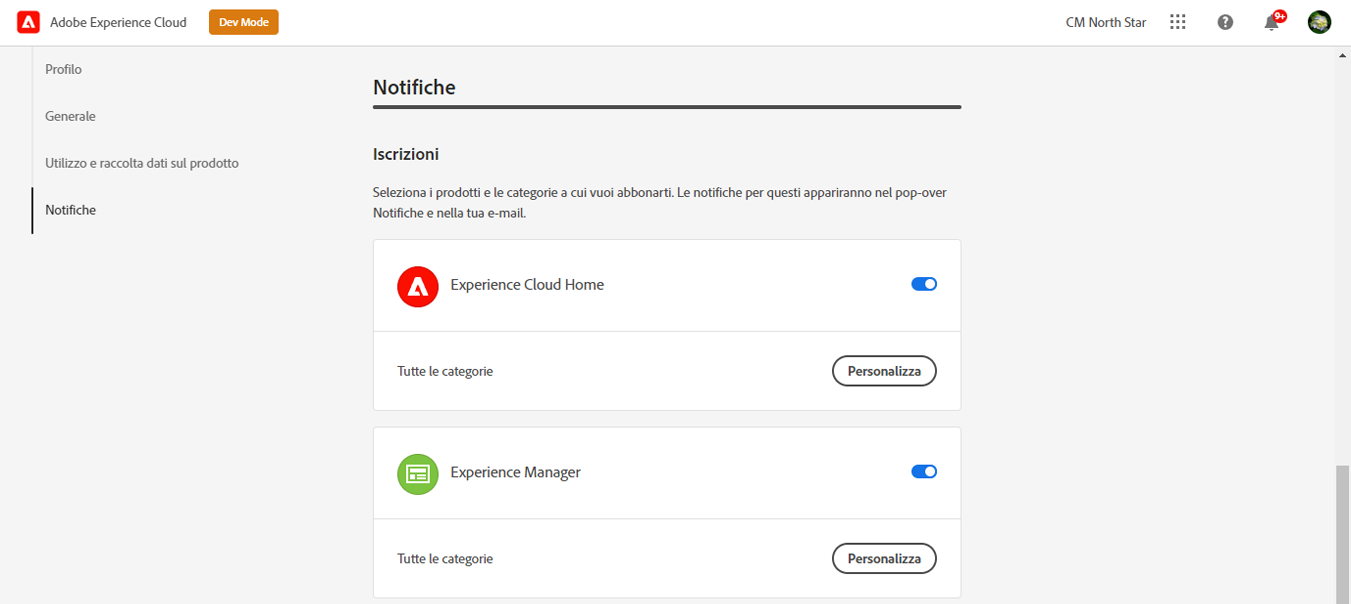 Adobe Experience Cloud
Dev Mode
CM North Star
?
9+
Profilo
Generale
Utilizzo e raccolta dati sul prodotto
Notifiche
Notifiche
Iscrizioni
Seleziona i prodotti e le categorie a cui vuoi abbonarti. Le notifiche per questi appariranno nel pop-over
Notifiche e nella tua e-mail.
Experience Cloud Home
Tutte le categorie
Personalizza
Experience Manager
Tutte le categorie
Personalizza